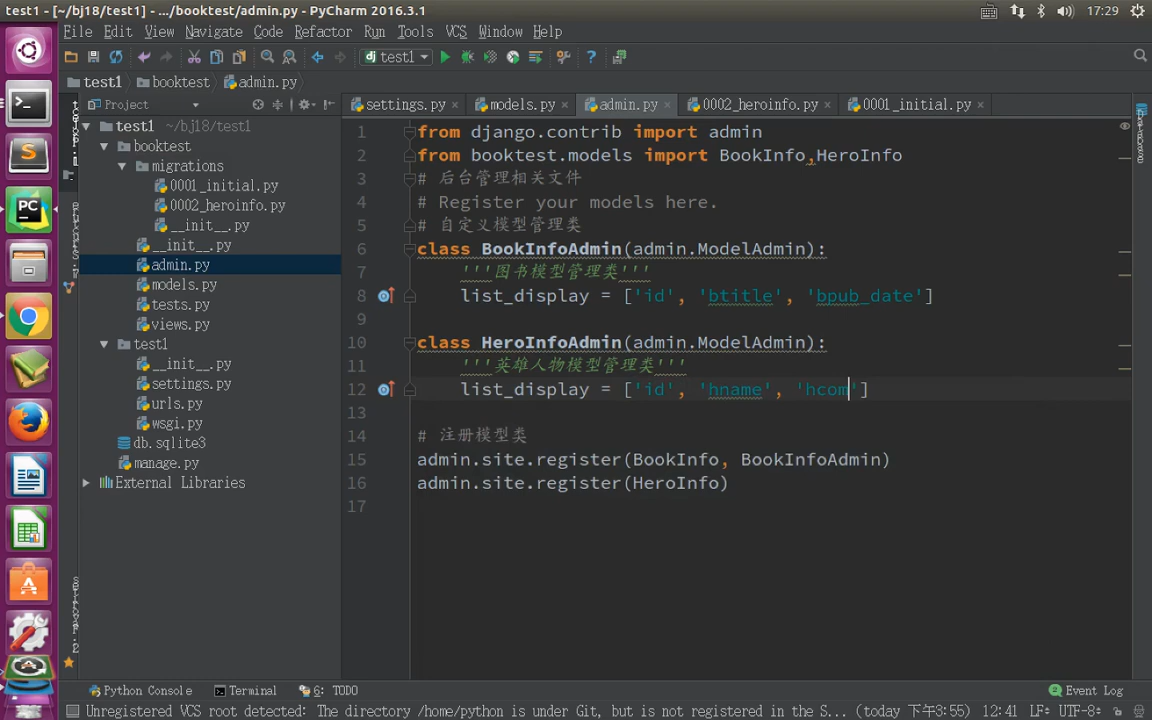 test1 - [~/bj18/test1] - .../booktest/admin.py - PyCharm 2016.3.1
17:29
File Edit View Navigate Code Refactor Run Tools VCS Window Help
dj test1
test1 booktest admin.py
Project
settings.py models.py admin.py 0002_heroinfo.py 0001_initial.py
test1 ~/bj18/test1
booktest
migrations
0001_initial.py
0002_heroinfo.py
__init__.py
__init__.py
admin.py
models.py
tests.py
views.py
test1
__init__.py
settings.py
urls.py
wsgi.py
db.sqlite3
manage.py
External Libraries
1 from django.contrib import admin
2 from booktest.models import BookInfo,HeroInfo
3 # 后台管理相关文件
4 # Register your models here.
5 # 自定义模型管理类
6 class BookInfoAdmin(admin.ModelAdmin):
7 '''图书模型管理类'''
8 list_display = ['id', 'btitle', 'bpub_date']
9
10 class HeroInfoAdmin(admin.ModelAdmin):
11 '''英雄人物模型管理类'''
12 list_display = ['id', 'hname', 'hcom']
13
14 # 注册模型类
15 admin.site.register(BookInfo, BookInfoAdmin)
16 admin.site.register(HeroInfo)
17
Python Console Terminal 6: TODO Event Log
Unregistered VCS root detected: The directory /home/python is under Git, but is not registered in the S... (today 下午3:55) 12:41 LF÷ UTF-8÷